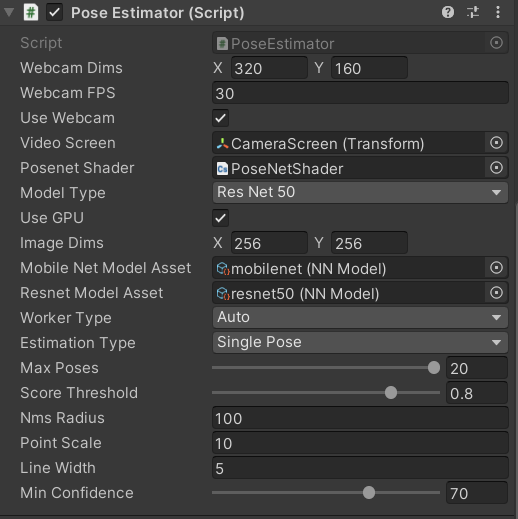 Pose Estimator (Script)
Script PoseEstimator
Webcam Dims X 320 Y 160
Webcam FPS 30
Use Webcam
Video Screen CameraScreen (Transform)
Posenet Shader PoseNetShader
Model Type Res Net 50
Use GPU
Image Dims X 256 Y 256
Mobile Net Model Asset mobilenet (NN Model)
Resnet Model Asset resnet50 (NN Model)
Worker Type Auto
Estimation Type Single Pose
Max Poses 20
Score Threshold 0.8
Nms Radius 100
Point Scale 10
Line Width 5
Min Confidence 70